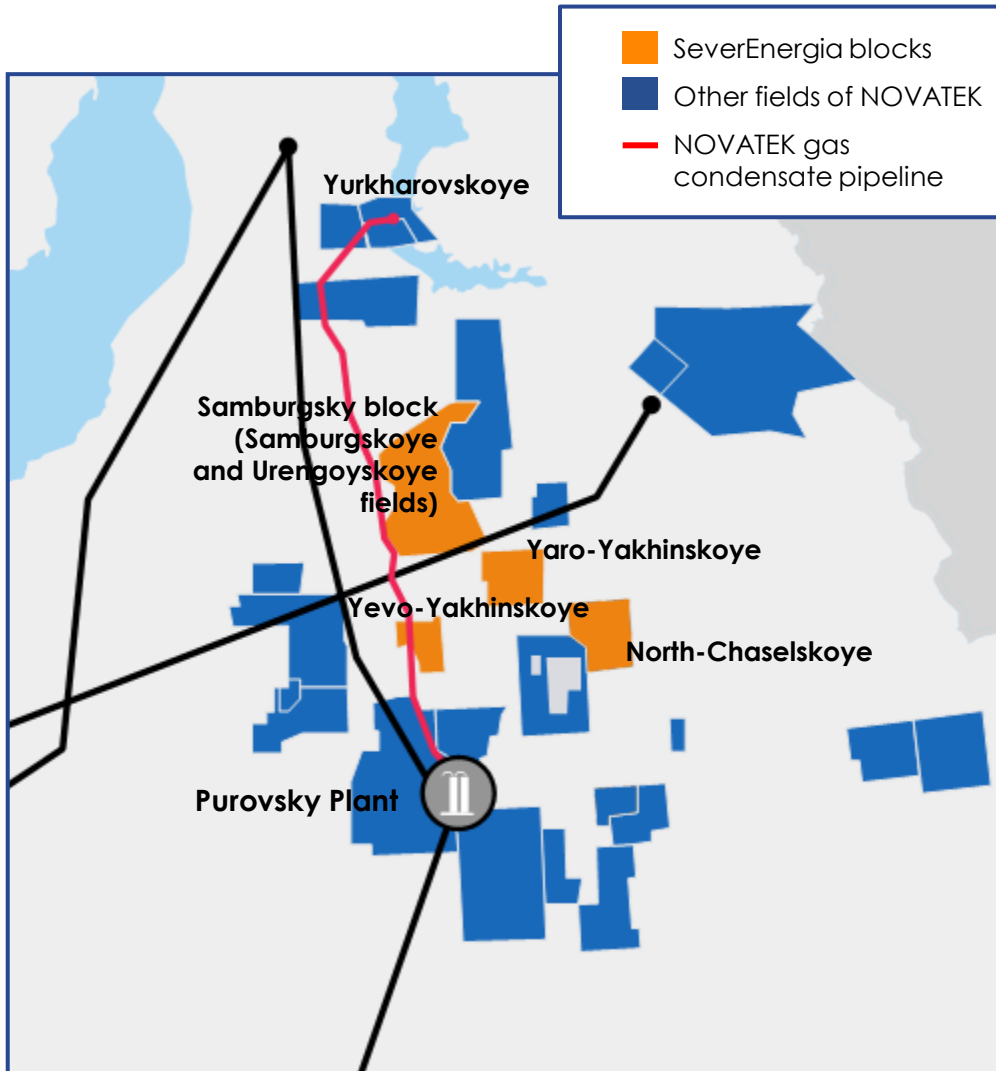 SeverEnergia blocks
Other fields of NOVATEK
NOVATEK gas
condensate pipeline
Yurkharovskoye
Samburgsky block
(Samburgskoye
and Urengoyskoye
fields)
Yaro-Yakhinskoye
Yevo-Yakhinskoye
North-Chaselskoye
Purovsky Plant